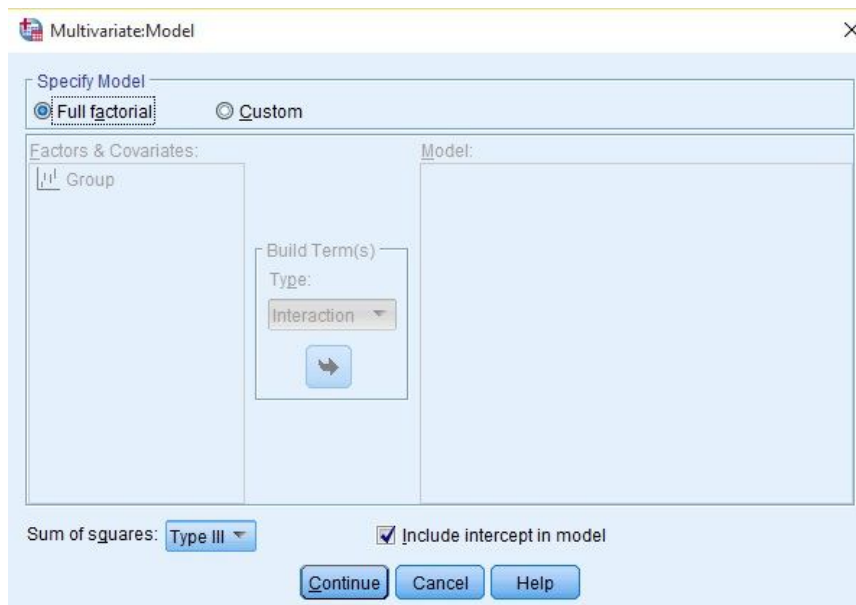 Multivariate:Model
Specify Model
Full factorial
Custom
Factors & Covariates:
Model:
Group
Build Term(s)
Type:
Interaction
Sum of squares:
Type III
Include intercept in model
Continue
Cancel
Help